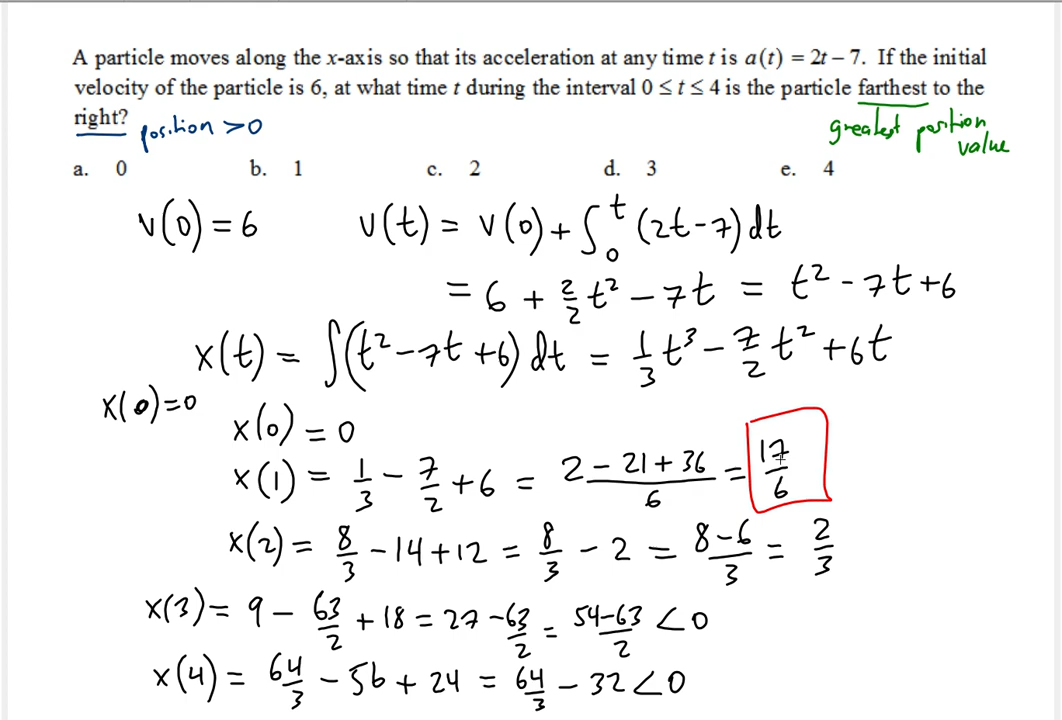 A particle moves along the x-axis so that its acceleration at any time t is a(t) = 2t – 7. If the initial
velocity of the particle is 6, at what time t during the interval 0 ≤ t ≤ 4 is the particle farthest to the
right? position >0
greatest position value
a. 0 b. 1 c. 2 d. 3 e. 4
v(0) = 6 v(t) = v(0) + ∫₀ᵗ (2t-7) dt
= 6 + 2/2 t² - 7t = t² - 7t + 6
x(t) = ∫(t² - 7t + 6) dt = 1/3 t³ - 7/2 t² + 6t
x(0)=0
x(0) = 0
x(1) = 1/3 - 7/2 + 6 = (2 - 21 + 36)/6 = 17/6
x(2) = 8/3 - 14 + 12 = 8/3 - 2 = (8-6)/3 = 2/3
x(3) = 9 - 63/2 + 18 = 27 - 63/2 = (54-63)/2 < 0
x(4) = 64/3 - 56 + 24 = 64/3 - 32 < 0